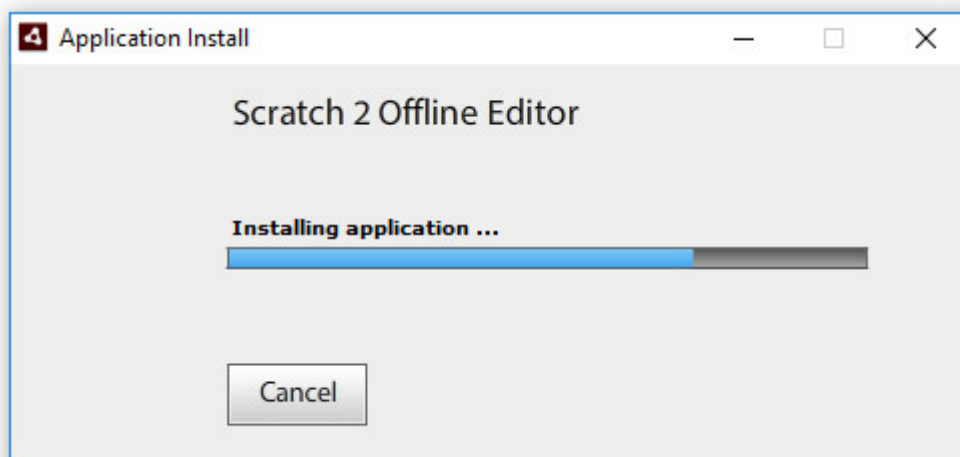 Application Install
Scratch 2 Offline Editor
Installing application ...
Cancel